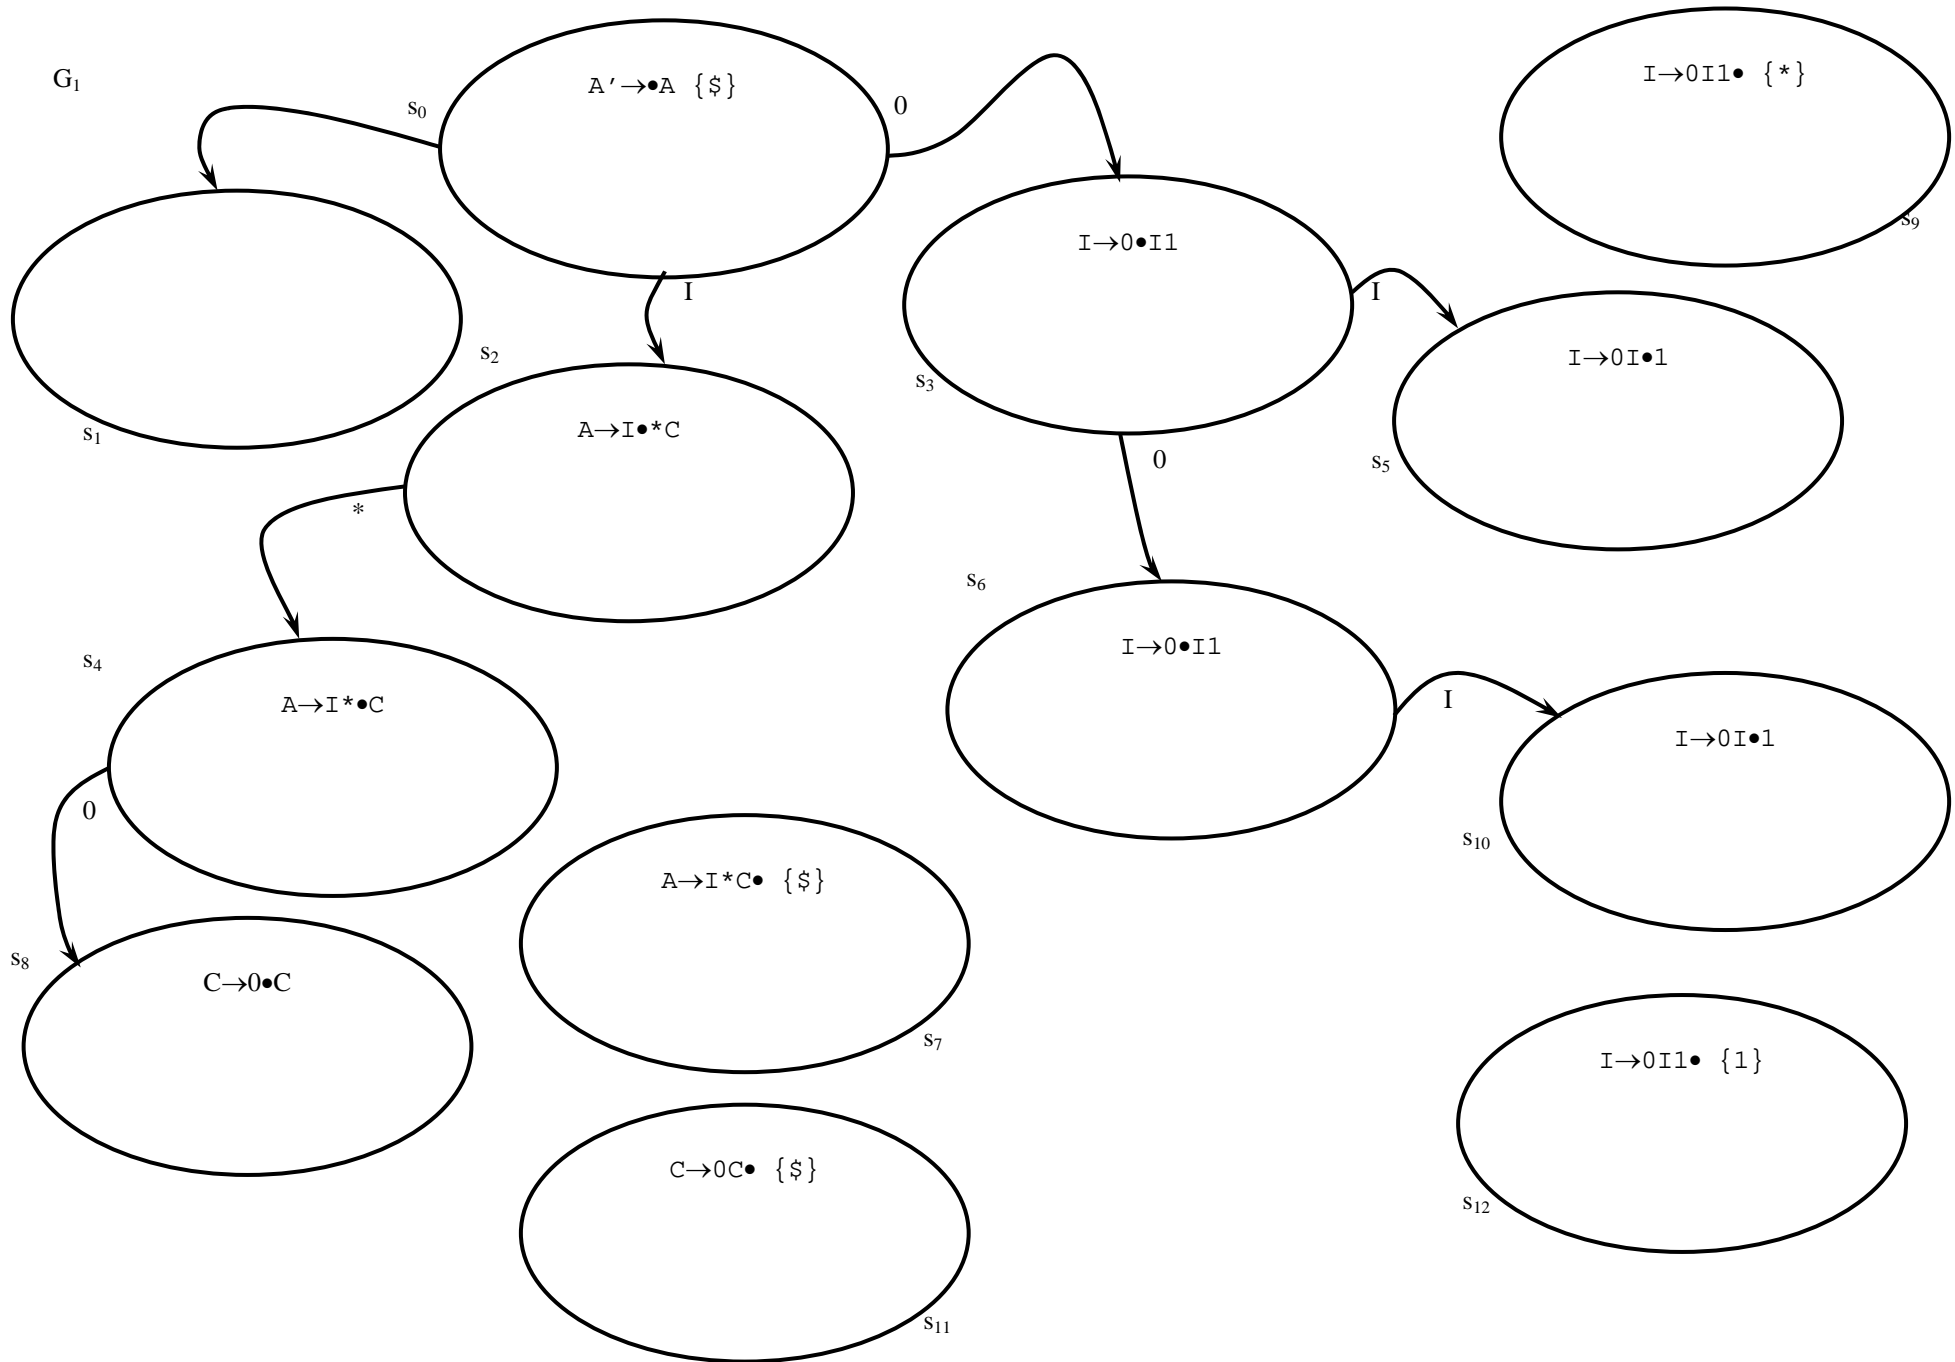 G₁
s₀
A′→●A {$}
0
I→0I1● {*}
s₉
I→0●I1
I
I
s₂
s₃
I→0I●1
s₁
A→I●*C
s₅
0
*
s₆
I→0●I1
s₄
A→I*●C
I
I→0I●1
0
s₁₀
A→I*C● {$}
s₈
C→0●C
s₇
I→0I1● {1}
C→0C● {$}
s₁₂
s₁₁